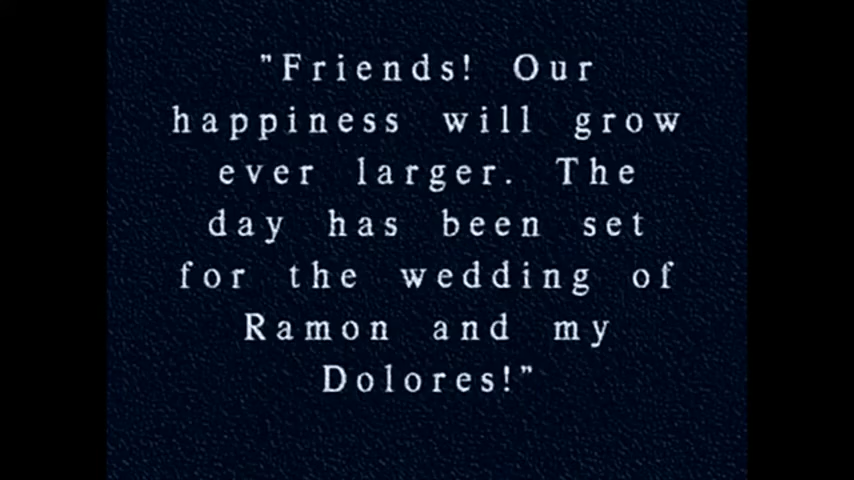 "Friends! Our
happiness will grow
ever larger. The
day has been set
for the wedding of
Ramon and my
Dolores!"